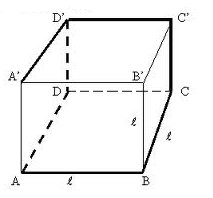 D' C'
A' B'
D C
ℓ ℓ
A ℓ B